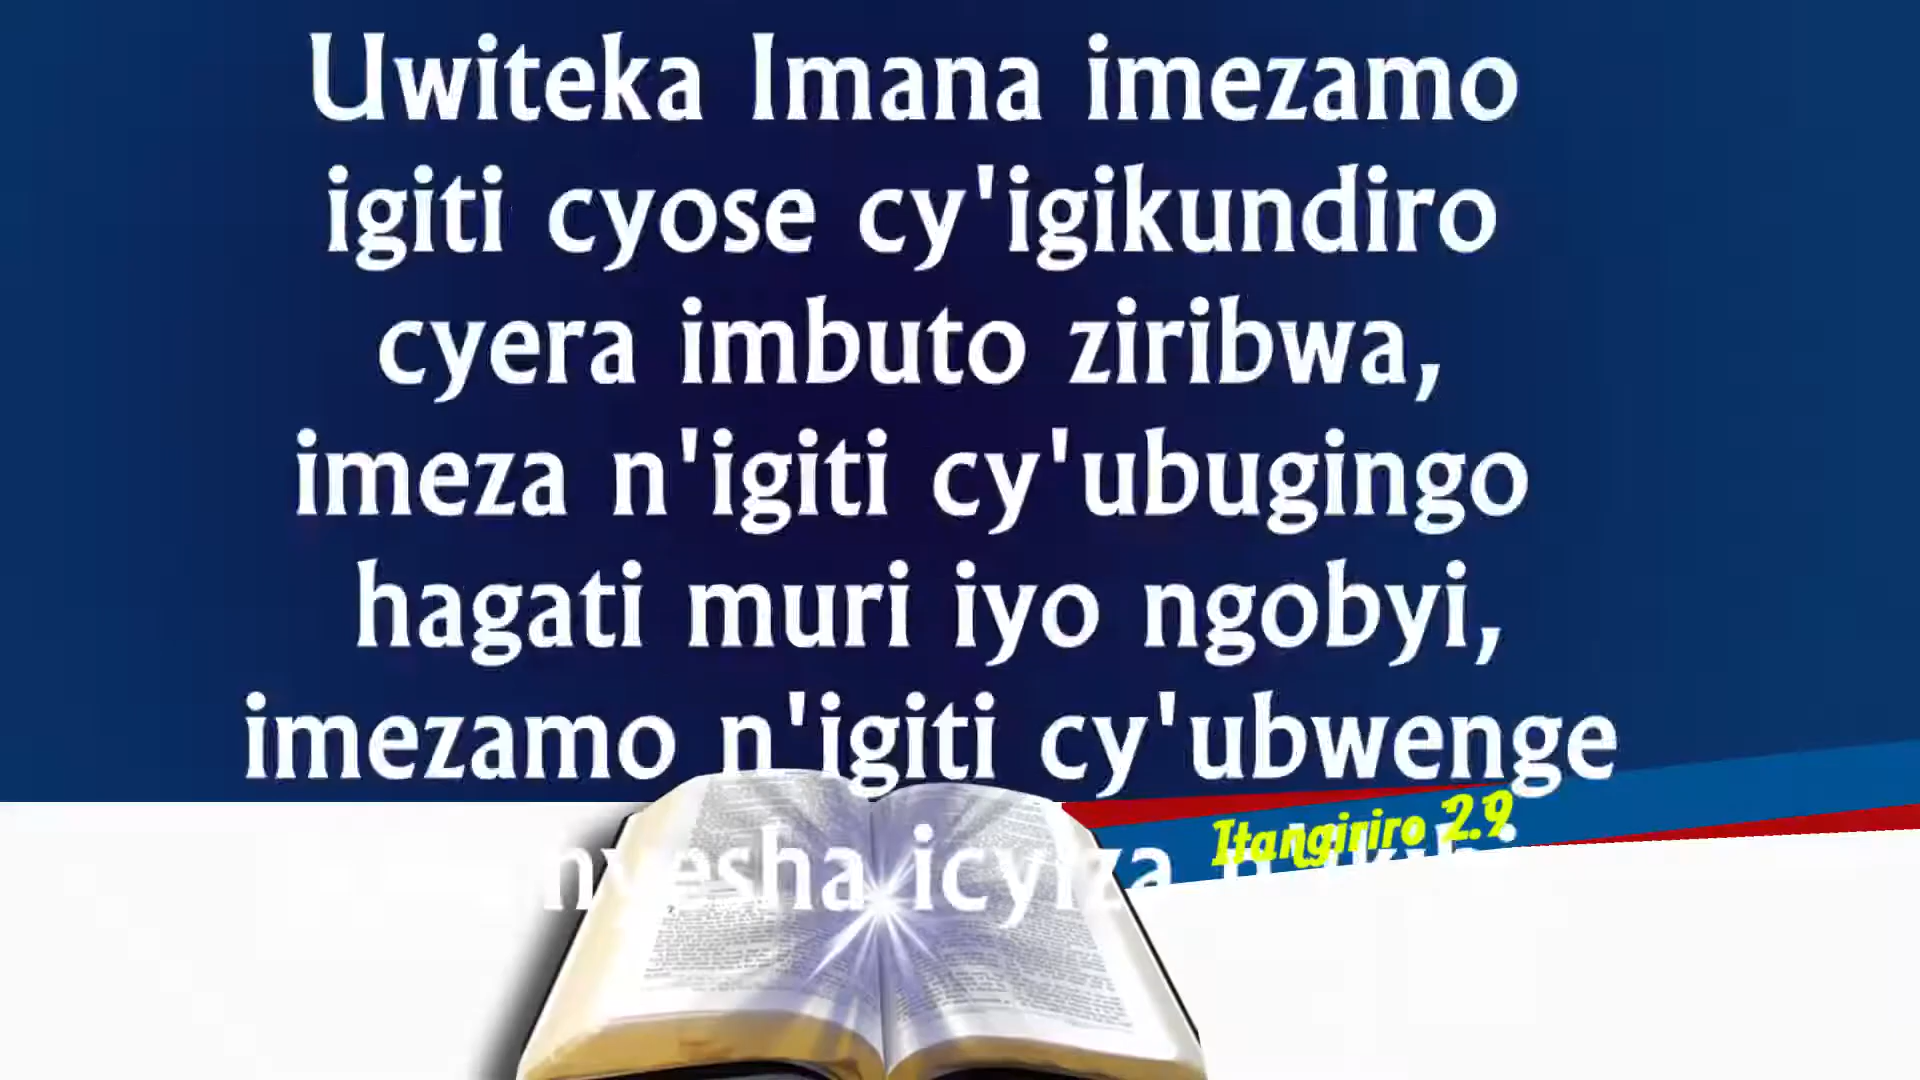 Uwiteka Imana imezamo
igiti cyose cy'igikundiro
cyera imbuto ziribwa,
imeza n'igiti cy'ubugingo
hagati muri iyo ngobyi,
imezamo n'igiti cy'ubwenge
icyiza
Itangiriro 2.9